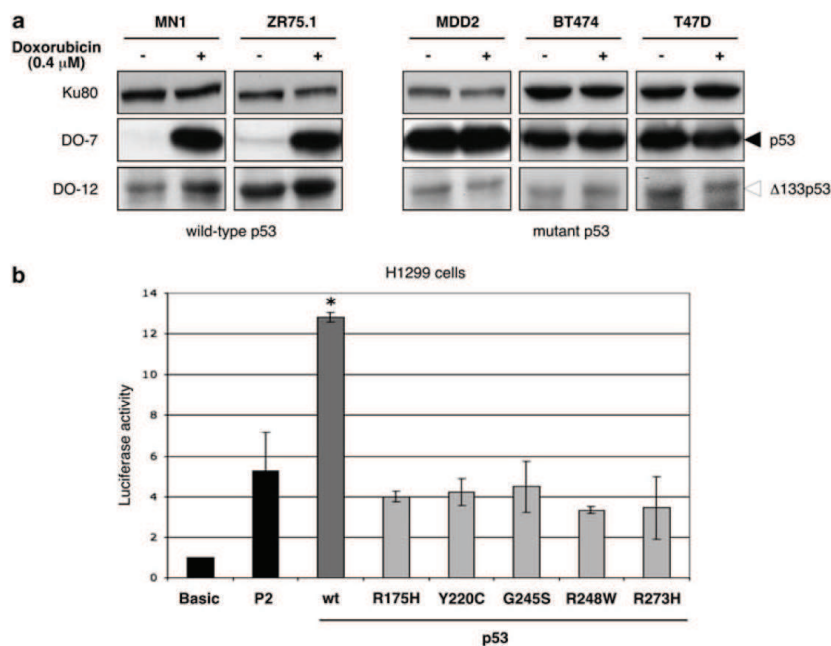 a
MN1 ZR75.1 MDD2 BT474 T47D
Doxorubicin - + - + - + - + - +
(0.4 µM)
Ku80
DO-7 p53
DO-12 Δ133p53
wild-type p53 mutant p53
b
H1299 cells
Luciferase activity
14
12
10
8
6
4
2
0
*
Basic P2 wt R175H Y220C G245S R248W R273H
p53